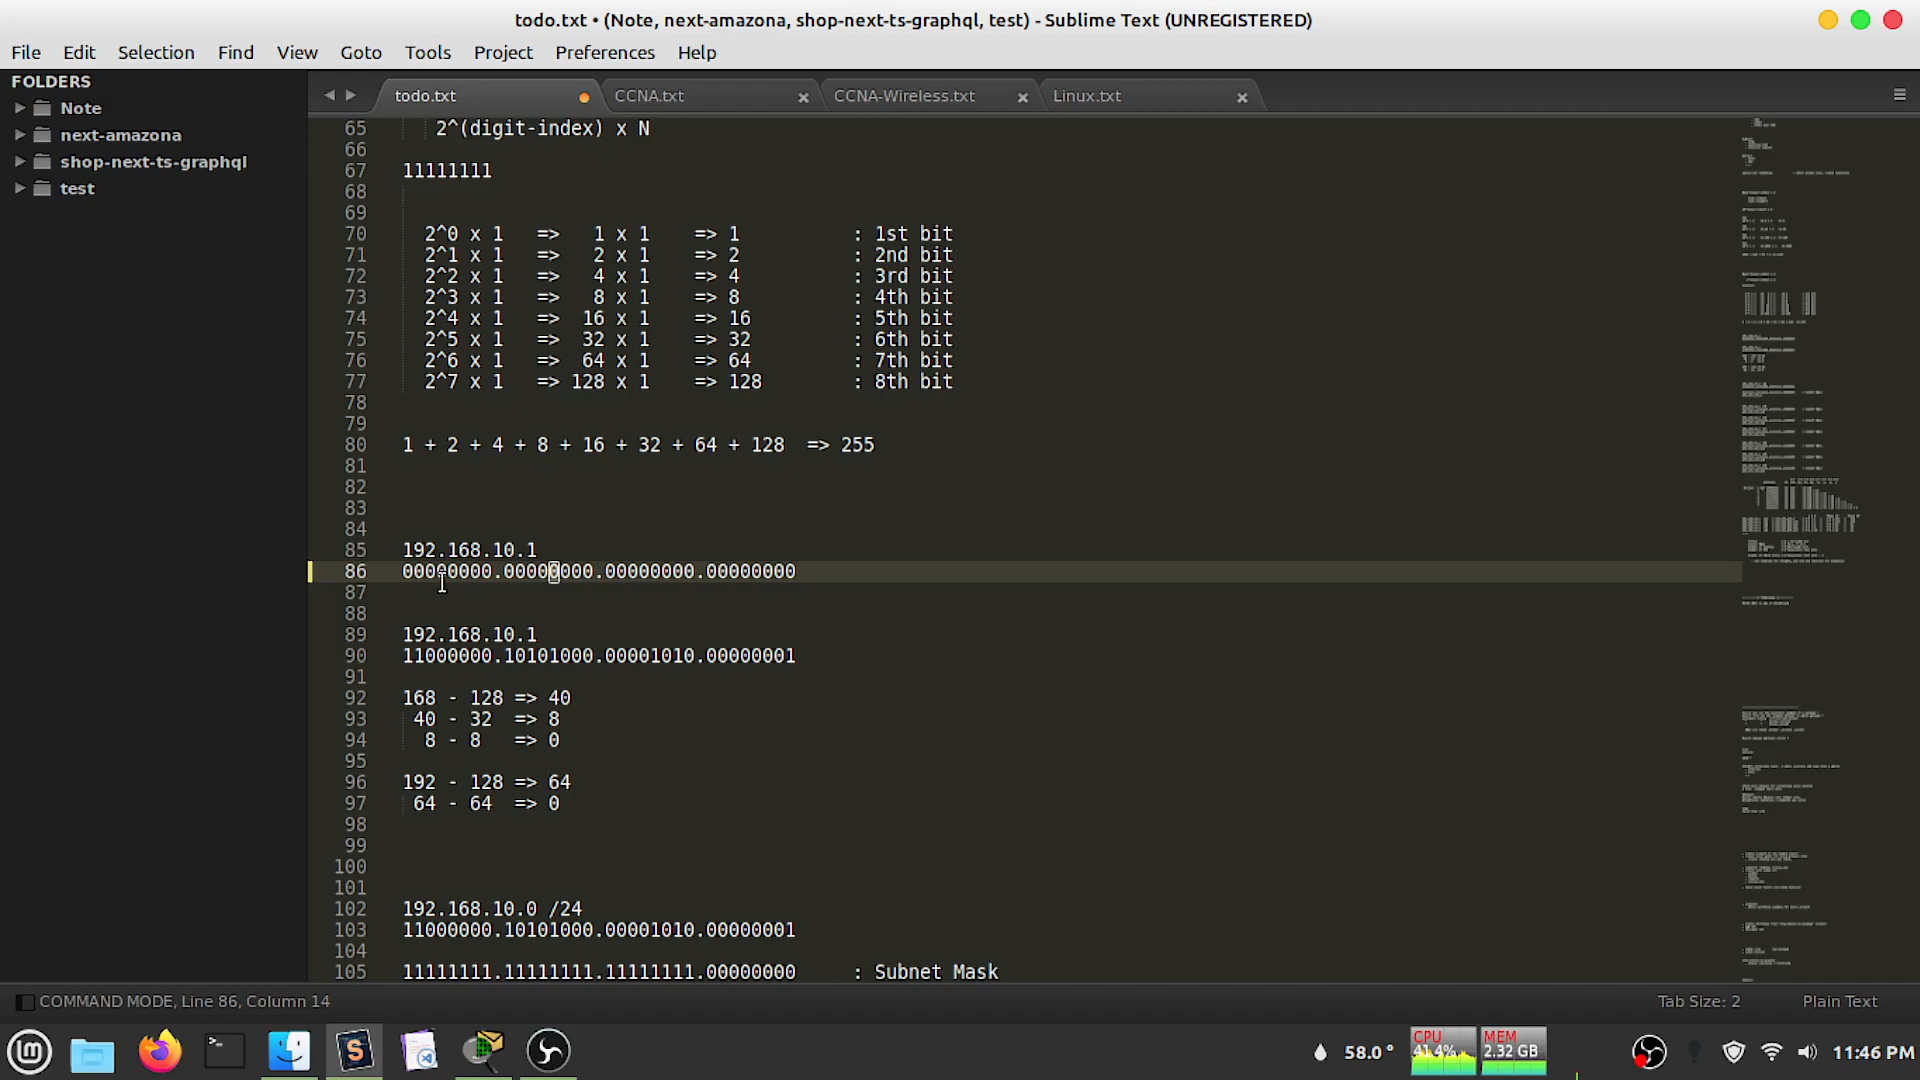 todo.txt • (Note, next-amazona, shop-next-ts-graphql, test) - Sublime Text (UNREGISTERED)
File Edit Selection Find View Goto Tools Project Preferences Help
FOLDERS
Note
next-amazona
shop-next-ts-graphql
test
todo.txt CCNA.txt CCNA-Wireless.txt Linux.txt
65 2^(digit-index) x N
66
67 11111111
68
69
70 2^0 x 1 => 1 x 1 => 1 : 1st bit
71 2^1 x 1 => 2 x 1 => 2 : 2nd bit
72 2^2 x 1 => 4 x 1 => 4 : 3rd bit
73 2^3 x 1 => 8 x 1 => 8 : 4th bit
74 2^4 x 1 => 16 x 1 => 16 : 5th bit
75 2^5 x 1 => 32 x 1 => 32 : 6th bit
76 2^6 x 1 => 64 x 1 => 64 : 7th bit
77 2^7 x 1 => 128 x 1 => 128 : 8th bit
78
79
80 1 + 2 + 4 + 8 + 16 + 32 + 64 + 128 => 255
81
82
83
84
85 192.168.10.1
86 00000000.00000000.00000000.00000000
87
88
89 192.168.10.1
90 11000000.10101000.00001010.00000001
91
92 168 - 128 => 40
93 40 - 32 => 8
94 8 - 8 => 0
95
96 192 - 128 => 64
97 64 - 64 => 0
98
99
100
101
102 192.168.10.0 /24
103 11000000.10101000.00001010.00000001
104
105 11111111.11111111.11111111.00000000 : Subnet Mask
COMMAND MODE, Line 86, Column 14 Tab Size: 2 Plain Text
58.0 ° CPU 41.4% MEM 2.32 GB 11:46 PM